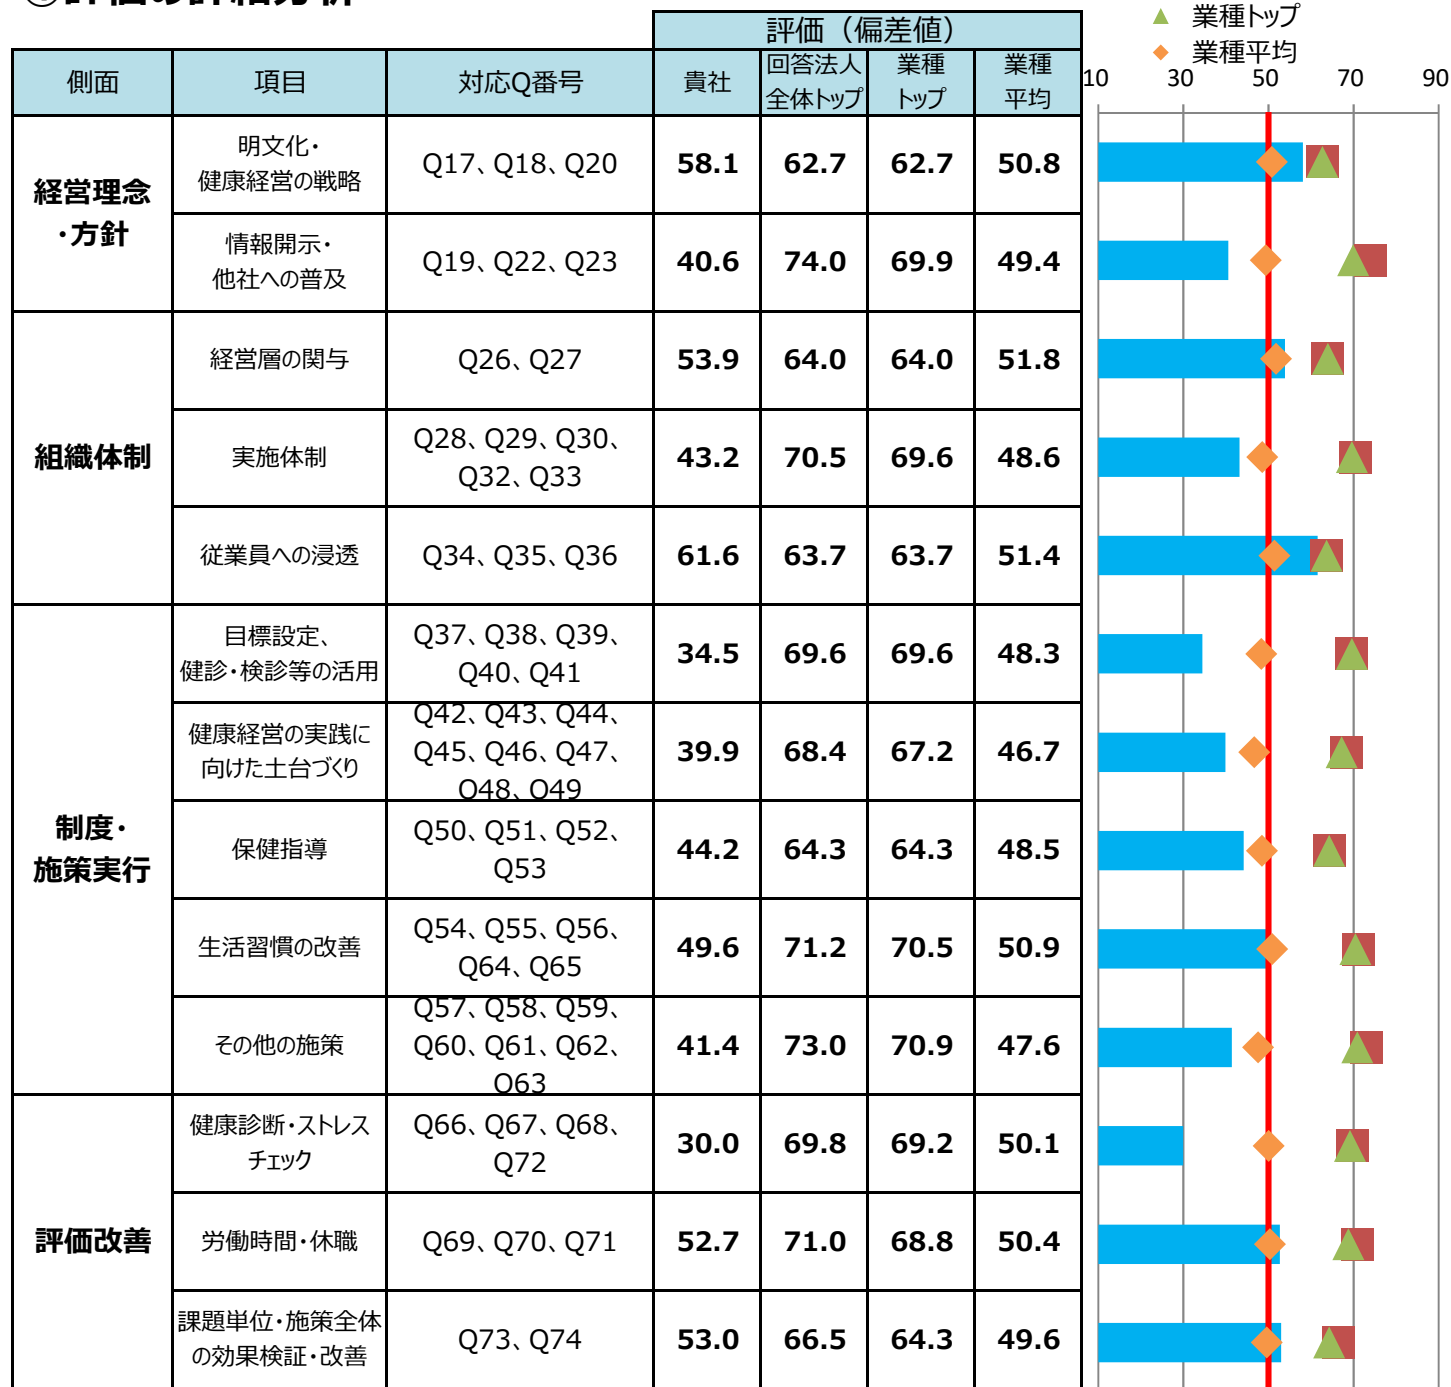 ①評価の詳細分析
業種トップ
業種平均
評価（偏差値）
側面 項目 対応Q番号 貴社 回答法人 業種 業種
全体トップ トップ 平均
10 30 50 70 90
経営理念
・方針
明文化・
健康経営の戦略
Q17、Q18、Q20
58.1 62.7 62.7 50.8
情報開示・
他社への普及
Q19、Q22、Q23
40.6 74.0 69.9 49.4
組織体制
経営層の関与
Q26、Q27
53.9 64.0 64.0 51.8
実施体制
Q28、Q29、Q30、
Q32、Q33
43.2 70.5 69.6 48.6
従業員への浸透
Q34、Q35、Q36
61.6 63.7 63.7 51.4
制度・
施策実行
目標設定、
健診・検診等の活用
Q37、Q38、Q39、
Q40、Q41
34.5 69.6 69.6 48.3
健康経営の実践に
向けた土台づくり
Q42、Q43、Q44、
Q45、Q46、Q47、
Q48、Q49
39.9 68.4 67.2 46.7
保健指導
Q50、Q51、Q52、
Q53
44.2 64.3 64.3 48.5
生活習慣の改善
Q54、Q55、Q56、
Q64、Q65
49.6 71.2 70.5 50.9
その他の施策
Q57、Q58、Q59、
Q60、Q61、Q62、
Q63
41.4 73.0 70.9 47.6
評価改善
健康診断・ストレス
チェック
Q66、Q67、Q68、
Q72
30.0 69.8 69.2 50.1
労働時間・休職
Q69、Q70、Q71
52.7 71.0 68.8 50.4
課題単位・施策全体
の効果検証・改善
Q73、Q74
53.0 66.5 64.3 49.6